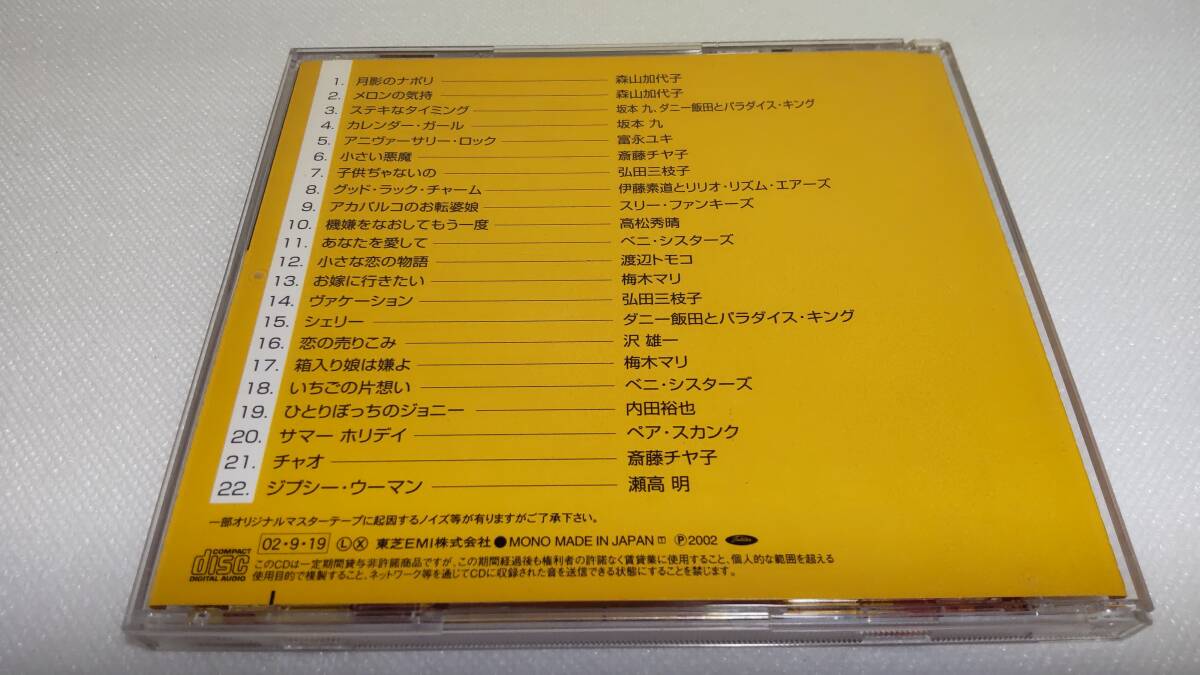 1. 月影のナポリ 森山加代子
2. メロンの気持 森山加代子
3. ステキなタイミング 坂本 九、ダニー飯田とパラダイス・キング
4. カレンダー・ガール 坂本 九
5. アニヴァーサリー・ロック 富永ユキ
6. 小さい悪魔 斎藤チヤ子
7. 子供ぢゃないの 弘田三枝子
8. グッド・ラック・チャーム 伊藤素道とリリオ・リズム・エアーズ
9. アカプルコのお転婆娘 スリー・ファンキーズ
10. 機嫌をなおしてもう一度 高松秀晴
11. あなたを愛して ベニ・シスターズ
12. 小さな恋の物語 渡辺トモコ
13. お嫁に行きたい 梅木マリ
14. ヴァケーション 弘田三枝子
15. シェリー ダニー飯田とパラダイス・キング
16. 恋の売りこみ 沢 雄一
17. 箱入り娘は嫌よ 梅木マリ
18. いちごの片想い ベニ・シスターズ
19. ひとりぼっちのジョニー 内田裕也
20. サマー ホリデイ ペア・スカンク
21. チャオ 斎藤チヤ子
22. ジプシー・ウーマン 瀬高 明
一部オリジナルマスターテープに起因するノイズ等が有りますがご了承下さい。
COMPACT disc DIGITAL AUDIO
02・9・19 Ⓛ Ⓧ 東芝EMI株式会社 ● MONO MADE IN JAPAN ℗2002
このCDは一定期間貸与非許諾商品ですが、この期間経過後も権利者の許諾なく賃貸業に使用すること、個人的な範囲を超える
使用目的で複製すること、ネットワーク等を通じてCDに収録された音を送信できる状態にすることを禁じます。